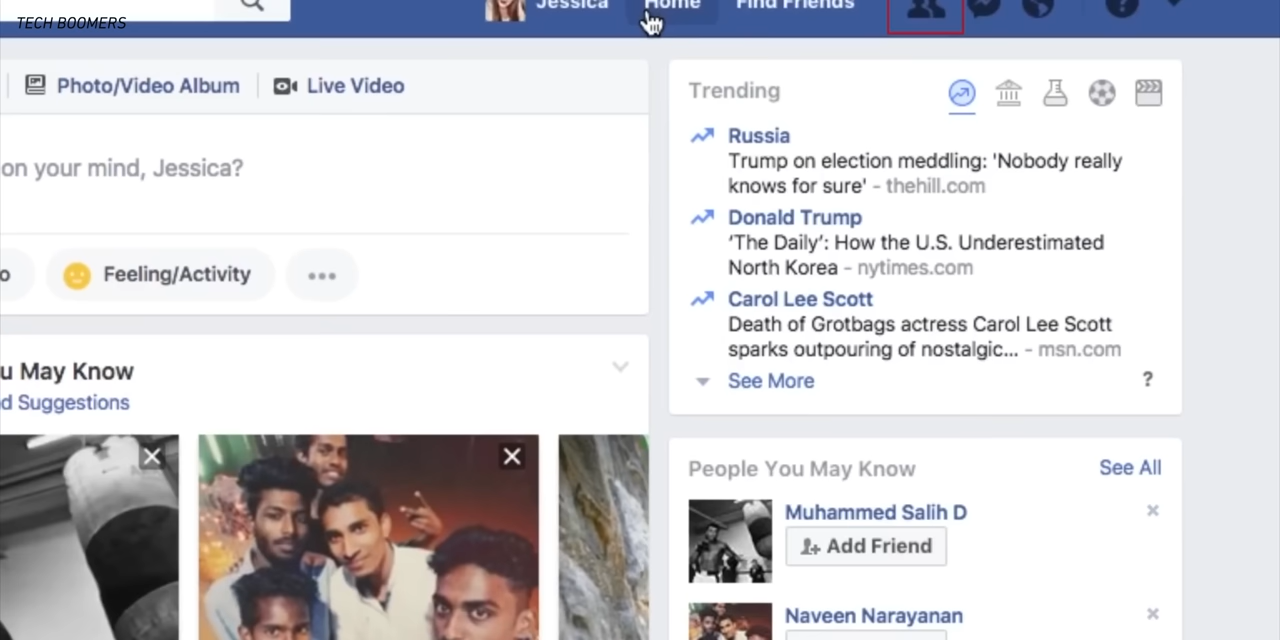 TECH BOOMERS
Jessica
Home
Find Friends
Photo/Video Album
Live Video
on your mind, Jessica?
o
Feeling/Activity
u May Know
d Suggestions
Trending
Russia
Trump on election meddling: 'Nobody really
knows for sure' - thehill.com
Donald Trump
‘The Daily’: How the U.S. Underestimated
North Korea - nytimes.com
Carol Lee Scott
Death of Grotbags actress Carol Lee Scott
sparks outpouring of nostalgic... - msn.com
See More
?
People You May Know
See All
Muhammed Salih D
Add Friend
Naveen Narayanan